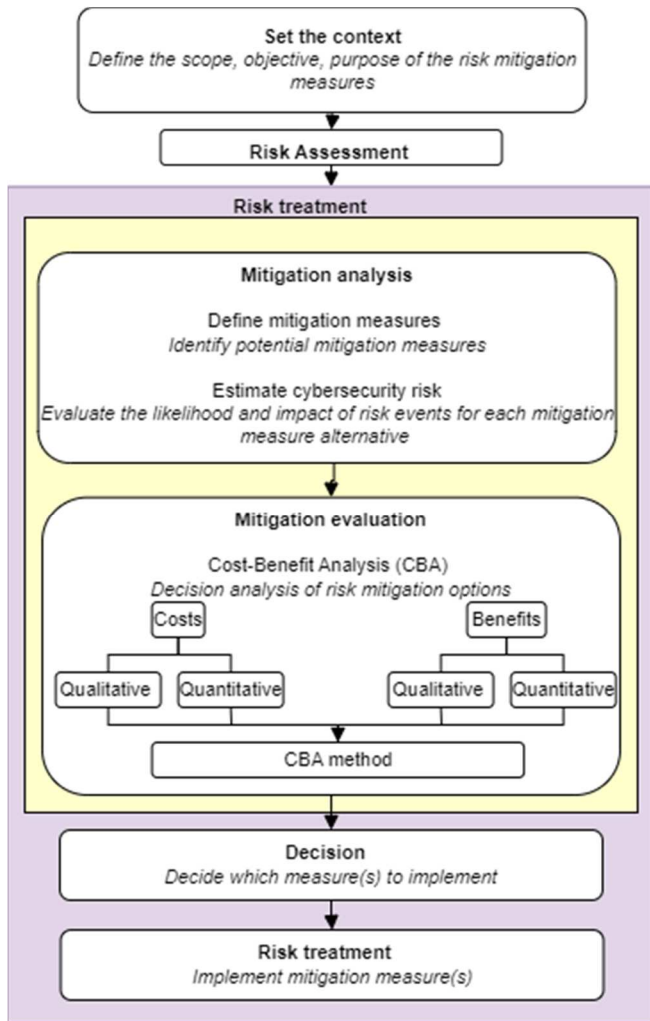 Set the context
Define the scope, objective, purpose of the risk mitigation
measures
Risk Assessment
Risk treatment
Mitigation analysis
Define mitigation measures
Identify potential mitigation measures
Estimate cybersecurity risk
Evaluate the likelihood and impact of risk events for each mitigation
measure alternative
Mitigation evaluation
Cost-Benefit Analysis (CBA)
Decision analysis of risk mitigation options
Costs
Benefits
Qualitative
Quantitative
Qualitative
Quantitative
CBA method
Decision
Decide which measure(s) to implement
Risk treatment
Implement mitigation measure(s)